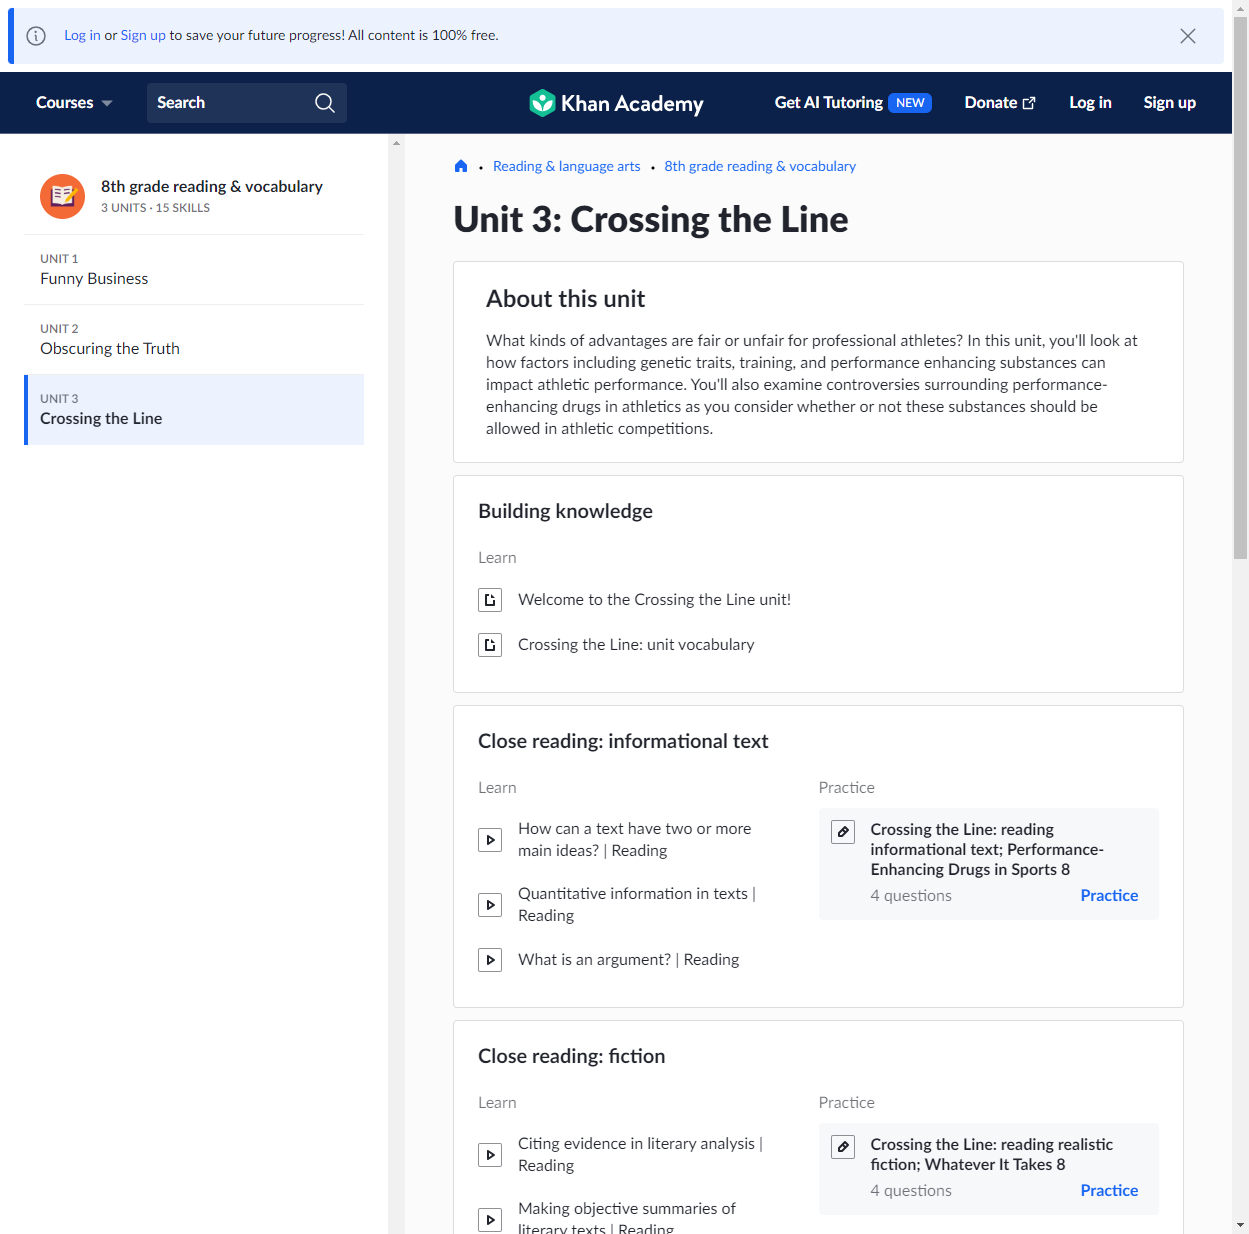 Log in or Sign up to save your future progress! All content is 100% free.
Courses
Search
Khan Academy
Get AI Tutoring NEW
Donate
Log in
Sign up
8th grade reading & vocabulary
3 UNITS · 15 SKILLS
UNIT 1
Funny Business
UNIT 2
Obscuring the Truth
UNIT 3
Crossing the Line
Reading & language arts
8th grade reading & vocabulary
Unit 3: Crossing the Line
About this unit
What kinds of advantages are fair or unfair for professional athletes? In this unit, you'll look at
how factors including genetic traits, training, and performance enhancing substances can
impact athletic performance. You'll also examine controversies surrounding performance-
enhancing drugs in athletics as you consider whether or not these substances should be
allowed in athletic competitions.
Building knowledge
Learn
Welcome to the Crossing the Line unit!
Crossing the Line: unit vocabulary
Close reading: informational text
Learn
How can a text have two or more
main ideas? | Reading
Quantitative information in texts |
Reading
What is an argument? | Reading
Practice
Crossing the Line: reading
informational text; Performance-
Enhancing Drugs in Sports 8
4 questions
Practice
Close reading: fiction
Learn
Citing evidence in literary analysis |
Reading
Making objective summaries of
literary texts | Reading
Practice
Crossing the Line: reading realistic
fiction; Whatever It Takes 8
4 questions
Practice